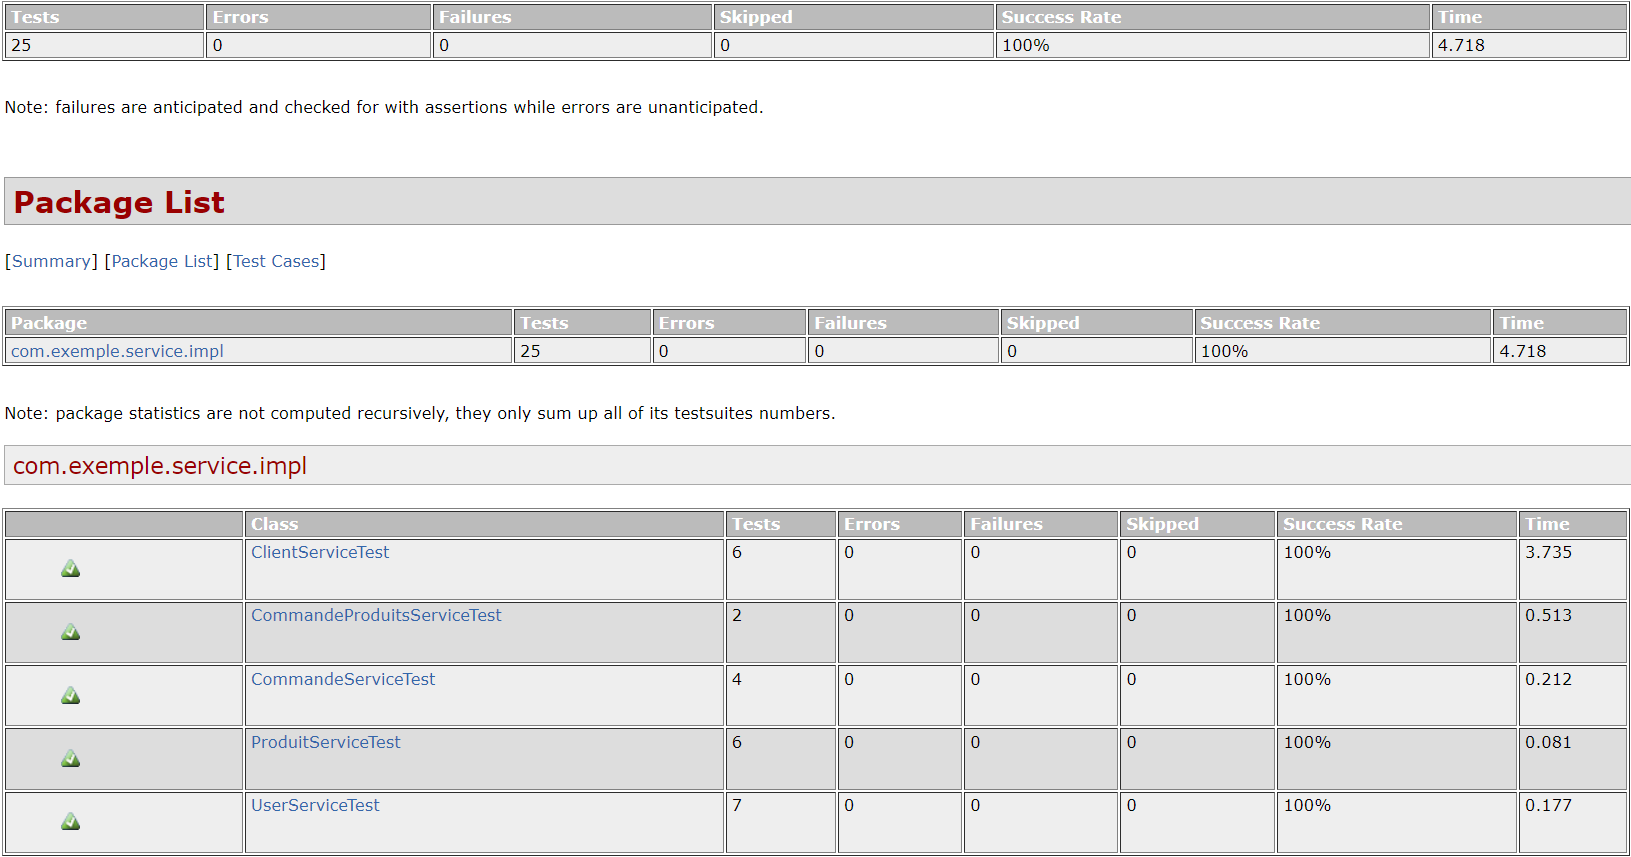 Tests Errors Failures Skipped Success Rate Time
25 0 0 0 100% 4.718
Note: failures are anticipated and checked for with assertions while errors are unanticipated.
Package List
[Summary] [Package List] [Test Cases]
Package Tests Errors Failures Skipped Success Rate Time
com.exemple.service.impl 25 0 0 0 100% 4.718
Note: package statistics are not computed recursively, they only sum up all of its testsuites numbers.
com.exemple.service.impl
Class Tests Errors Failures Skipped Success Rate Time
ClientServiceTest 6 0 0 0 100% 3.735
CommandeProduitsServiceTest 2 0 0 0 100% 0.513
CommandeServiceTest 4 0 0 0 100% 0.212
ProduitServiceTest 6 0 0 0 100% 0.081
UserServiceTest 7 0 0 0 100% 0.177